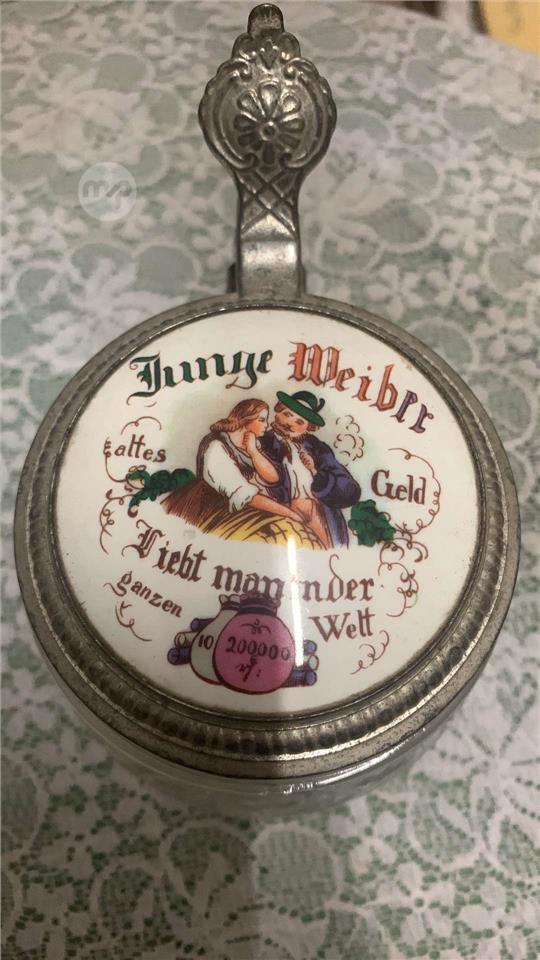 Junge Weiber
altes
Geld
Liebt man in der
ganzen
Welt
10
200000